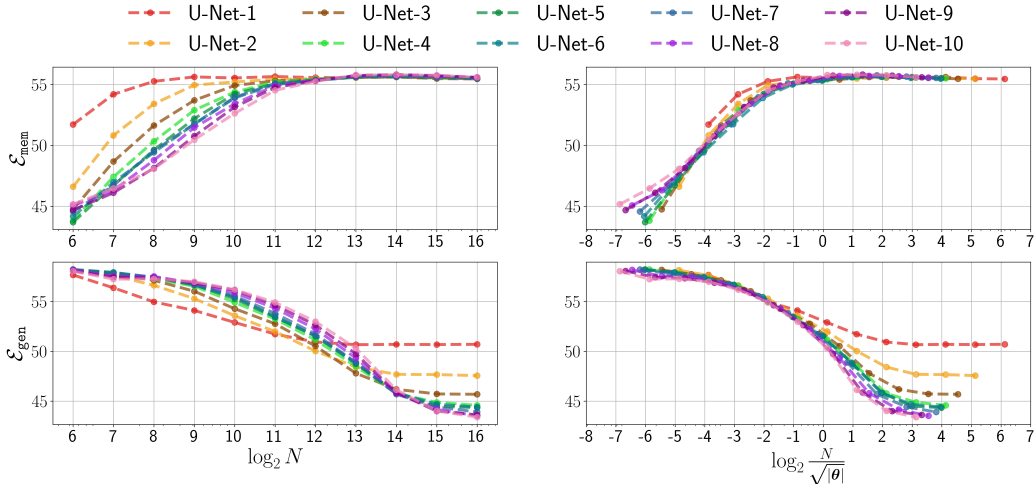 U-Net-1 U-Net-3 U-Net-5 U-Net-7 U-Net-9
U-Net-2 U-Net-4 U-Net-6 U-Net-8 U-Net-10
ℰ_mem
55
50
45
6 7 8 9 10 11 12 13 14 15 16
55
50
45
-8 -7 -6 -5 -4 -3 -2 -1 0 1 2 3 4 5 6 7
ℰ_gen
55
50
45
6 7 8 9 10 11 12 13 14 15 16
log₂ N
55
50
45
-8 -7 -6 -5 -4 -3 -2 -1 0 1 2 3 4 5 6 7
log₂ N/√|θ|